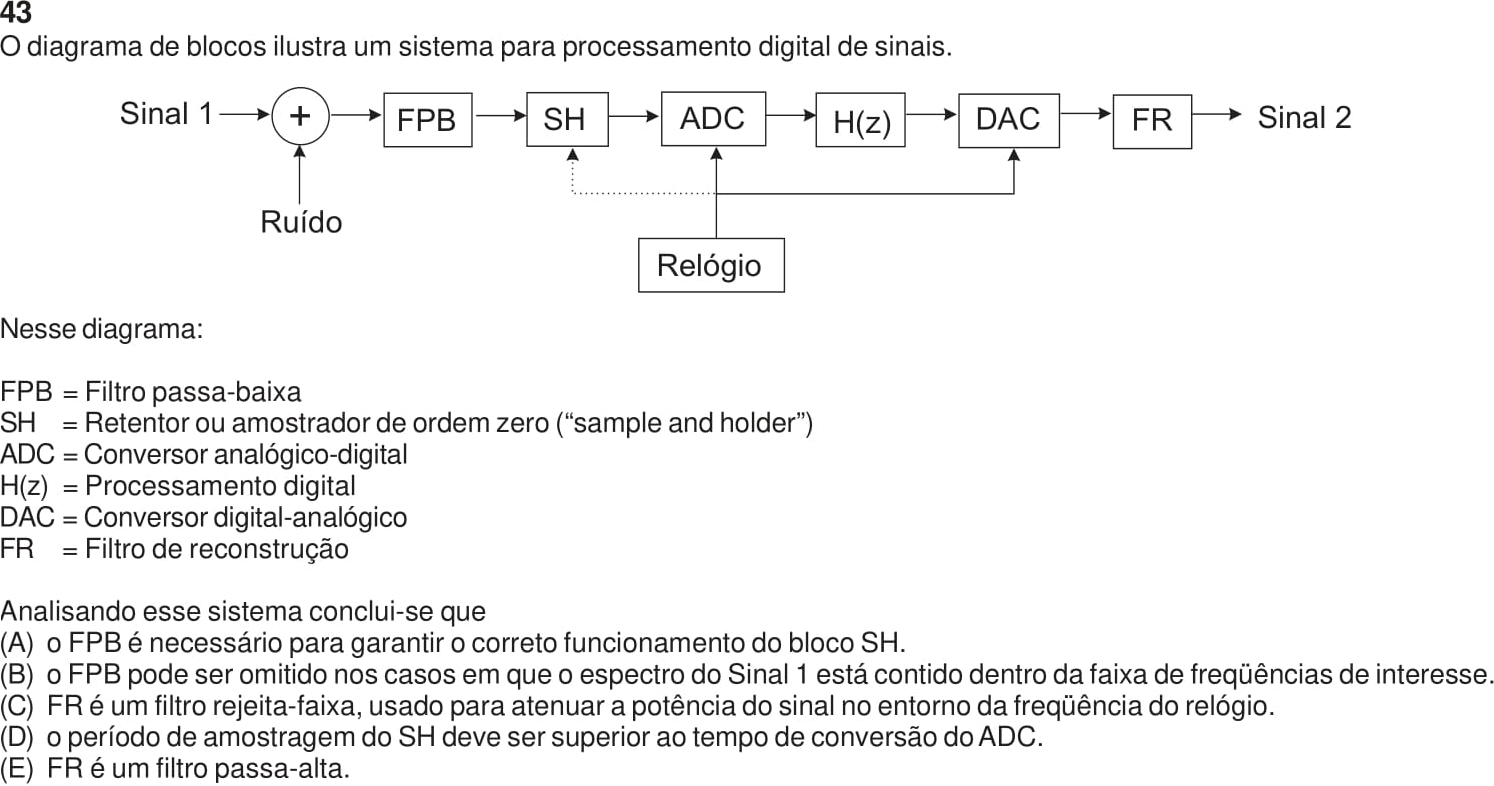 43
O diagrama de blocos ilustra um sistema para processamento digital de sinais.
Sinal 1 + FPB SH ADC H(z) DAC FR Sinal 2
Ruído
Relógio
Nesse diagrama:
FPB = Filtro passa-baixa
SH = Retentor ou amostrador de ordem zero (“sample and holder”)
ADC = Conversor analógico-digital
H(z) = Processamento digital
DAC = Conversor digital-analógico
FR = Filtro de reconstrução
Analisando esse sistema conclui-se que
(A) o FPB é necessário para garantir o correto funcionamento do bloco SH.
(B) o FPB pode ser omitido nos casos em que o espectro do Sinal 1 está contido dentro da faixa de freqüências de interesse.
(C) FR é um filtro rejeita-faixa, usado para atenuar a potência do sinal no entorno da freqüência do relógio.
(D) o período de amostragem do SH deve ser superior ao tempo de conversão do ADC.
(E) FR é um filtro passa-alta.